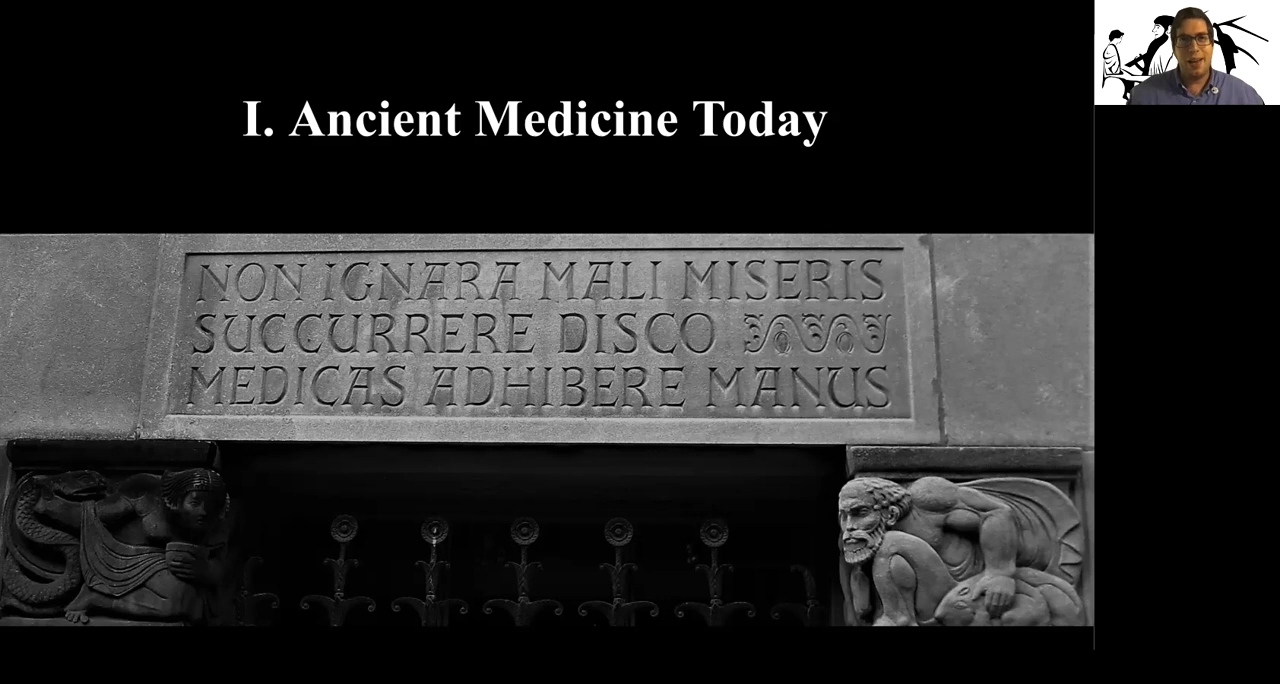 I. Ancient Medicine Today
NON IGNARA MALI MISERIS
SUCCURRERE DISCO
MEDICAS ADHIBERE MANUS